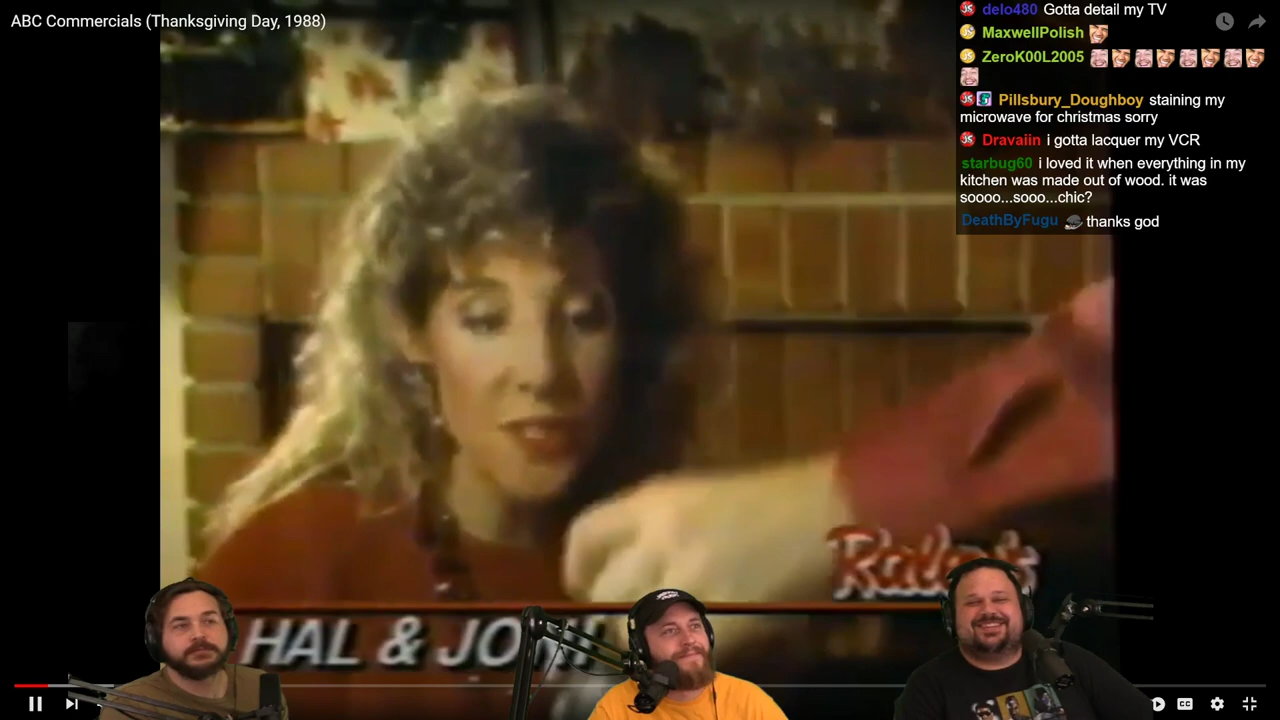 ABC Commercials (Thanksgiving Day, 1988)
delo480 Gotta detail my TV
MaxwellPolish
ZeroK00L2005
Pillsbury_Doughboy staining my
microwave for christmas sorry
Dravaiin i gotta lacquer my VCR
starbug60 i loved it when everything in my
kitchen was made out of wood. it was
soooo...sooo...chic?
DeathByFugu thanks god
HAL &